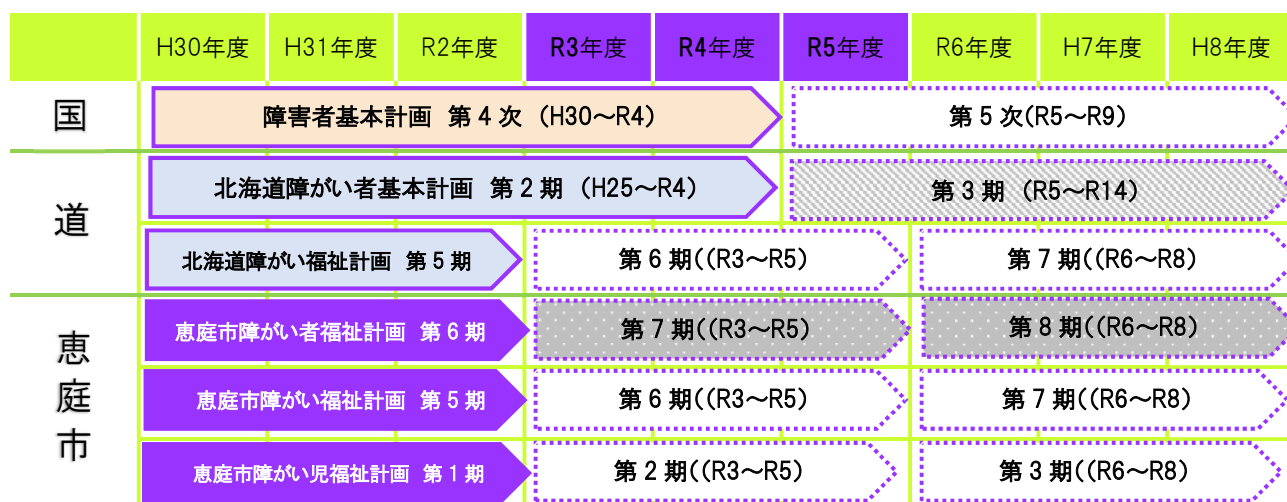 H30年度 H31年度 R2年度 R3年度 R4年度 R5年度 R6年度 H7年度 H8年度
国 障害者基本計画 第4次 (H30～R4) 第5次(R5～R9)
道 北海道障がい者基本計画 第2期 (H25～R4) 第3期 (R5～R14)
北海道障がい福祉計画 第5期 第6期((R3～R5) 第7期((R6～R8)
恵庭市 恵庭市障がい者福祉計画 第6期 第7期((R3～R5) 第8期((R6～R8)
恵庭市障がい福祉計画 第5期 第6期((R3～R5) 第7期((R6～R8)
恵庭市障がい児福祉計画 第1期 第2期((R3～R5) 第3期((R6～R8)